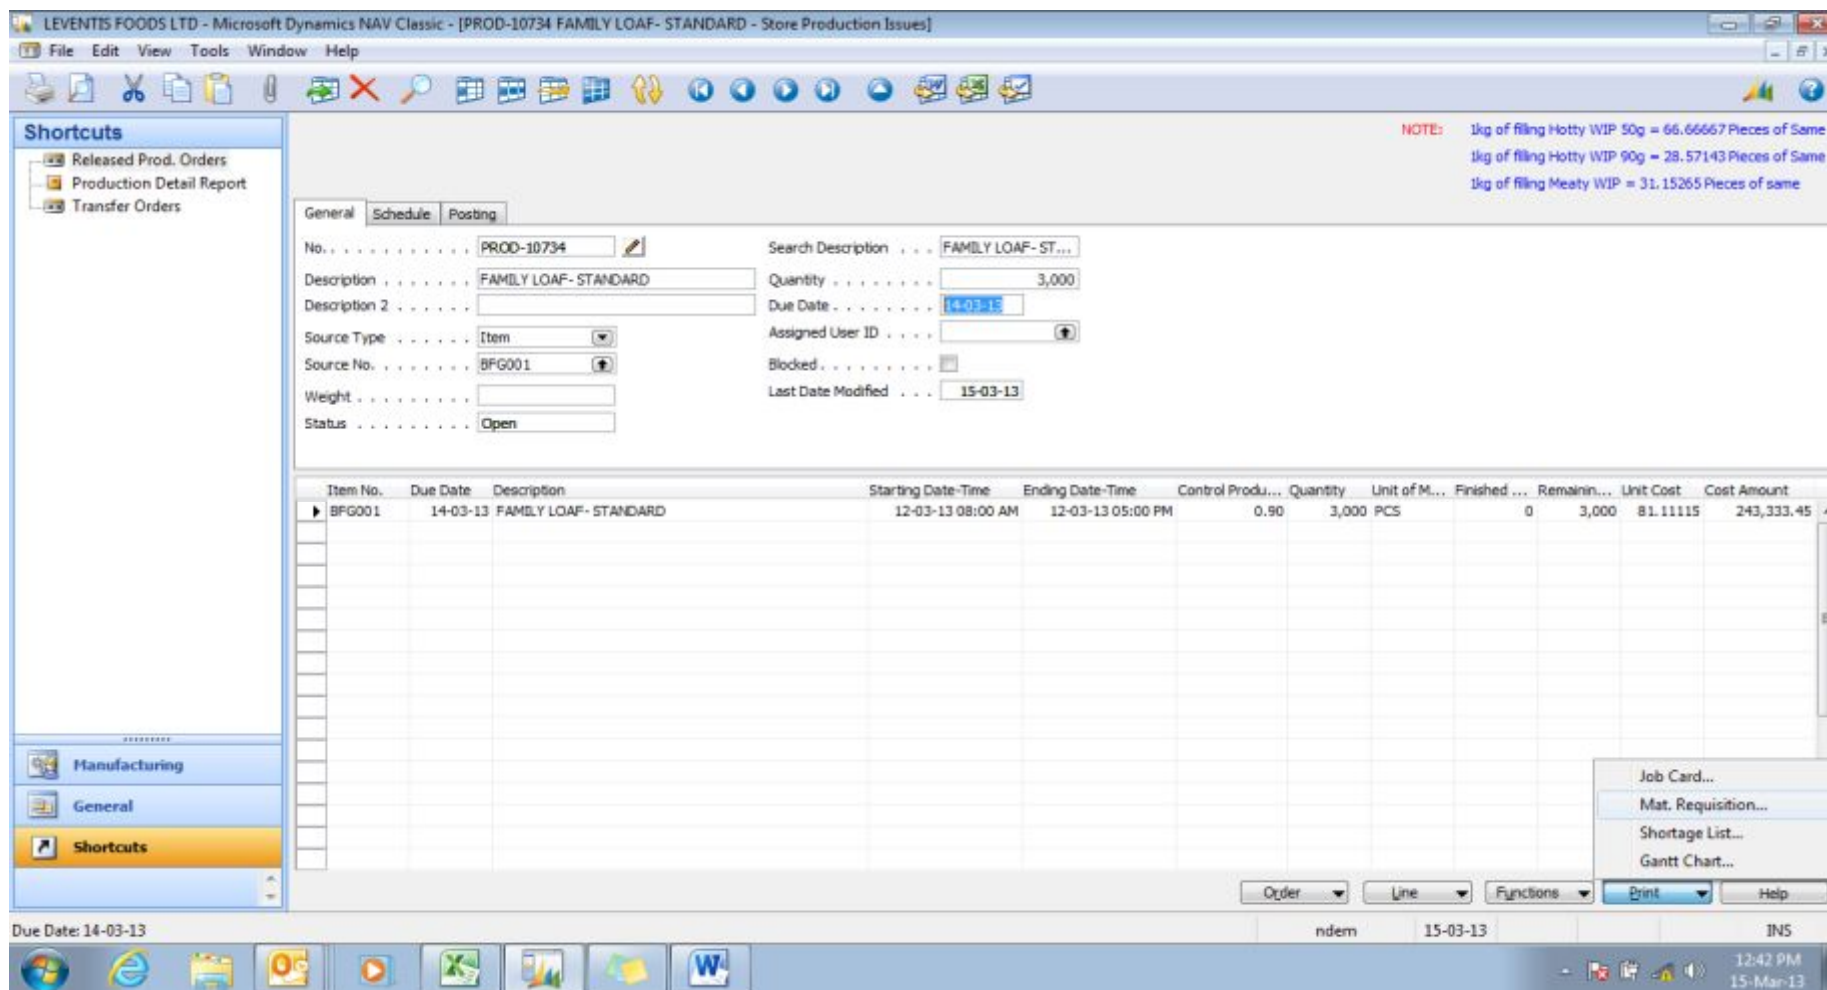 LEVENTIS FOODS LTD - Microsoft Dynamics NAV Classic - [PROD-10734 FAMILY LOAF- STANDARD - Store Production Issues]
File Edit View Tools Window Help
Shortcuts
Released Prod. Orders
Production Detail Report
Transfer Orders
NOTE: 1kg of filling Hotty WIP 50g = 66.66667 Pieces of Same
1kg of filling Hotty WIP 90g = 28.57143 Pieces of Same
1kg of filling Meaty WIP = 31.15265 Pieces of same
General Schedule Posting
No. PROD-10734 Search Description FAMILY LOAF- ST...
Description FAMILY LOAF- STANDARD Quantity 3,000
Description 2 Due Date 14-03-13
Source Type Item Assigned User ID
Source No. BFG001 Blocked
Weight Last Date Modified 15-03-13
Status Open
Item No. Due Date Description Starting Date-Time Ending Date-Time Control Produ... Quantity Unit of M... Finished ... Remainin... Unit Cost Cost Amount
BFG001 14-03-13 FAMILY LOAF- STANDARD 12-03-13 08:00 AM 12-03-13 05:00 PM 0.90 3,000 PCS 0 3,000 81.11115 243,333.45
Manufacturing
General
Shortcuts
Job Card...
Mat. Requisition...
Shortage List...
Gantt Chart...
Order Line Functions Print Help
Due Date: 14-03-13 ndem 15-03-13 INS
12:42 PM
15-Mar-13